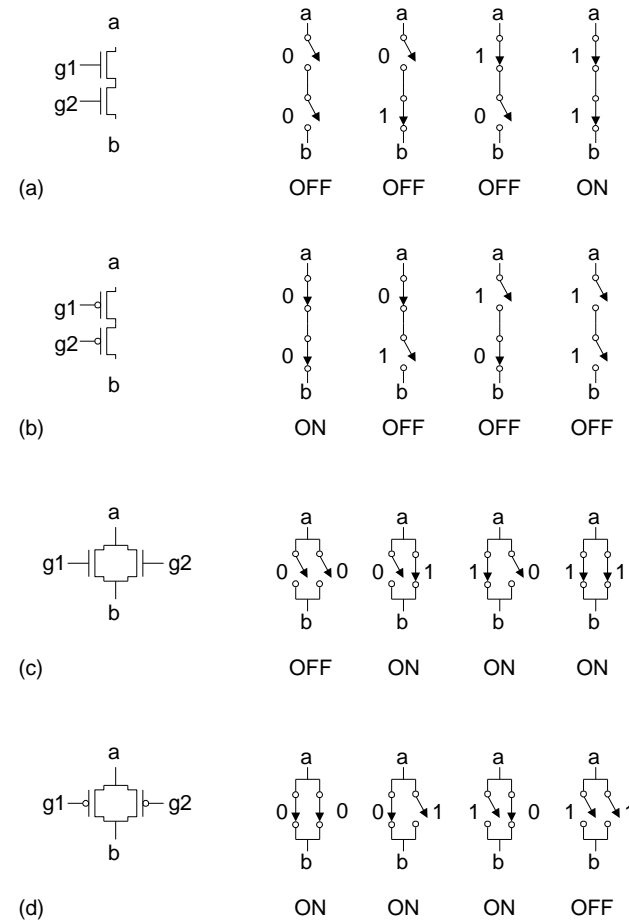 a a a a a
g1 0 0 1 1
g2 0 1 0 1
b b b b b
(a) OFF OFF OFF ON
a a a a a
g1 0 0 1 1
g2 0 1 0 1
b b b b b
(b) ON OFF OFF OFF
a a a a a
g1 g2 0 0 0 1 1 0 1 1
b b b b b
(c) OFF ON ON ON
a a a a a
g1 g2 0 0 0 1 1 0 1 1
b b b b b
(d) ON ON ON OFF